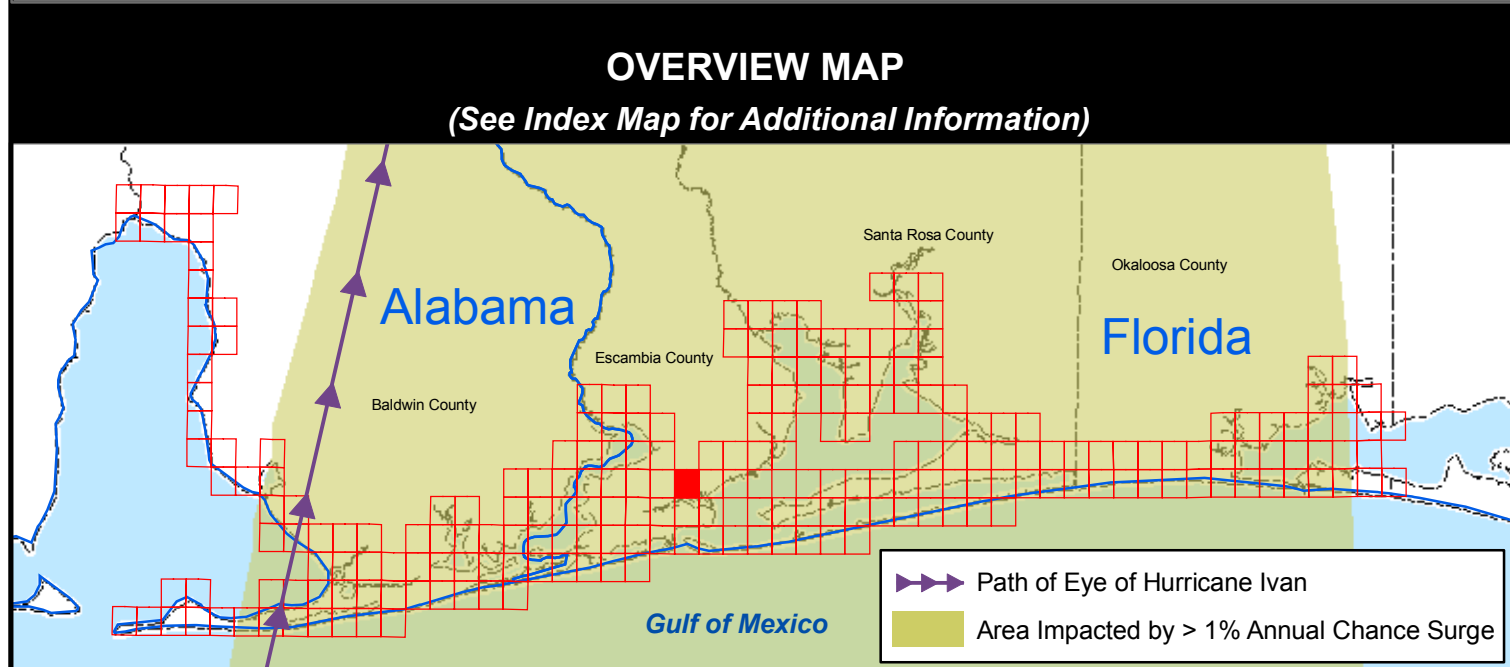 OVERVIEW MAP
(See Index Map for Additional Information)
Santa Rosa County
Okaloosa County
Alabama
Florida
Escambia County
Baldwin County
Gulf of Mexico
Path of Eye of Hurricane Ivan
Area Impacted by > 1% Annual Chance Surge